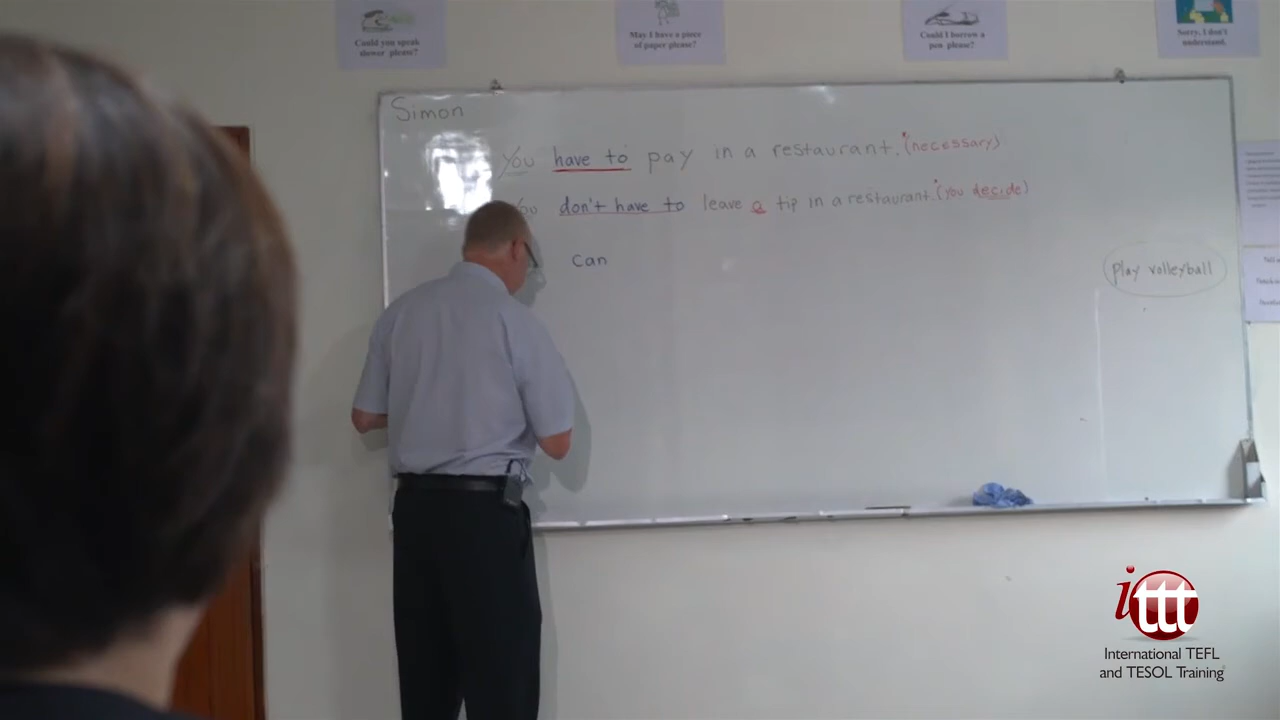 Could you speak
slower please?
May I have a piece
of paper please?
Could I borrow a
pen please?
Sorry, I don't
understand.
Simon
You have to pay in a restaurant. (necessary)
You don't have to leave a tip in a restaurant. (you decide)
can
play volleyball
ittt
International TEFL
and TESOL Training